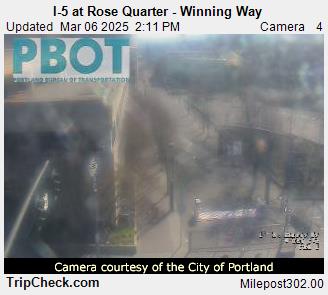 I-5 at Rose Quarter - Winning Way
Updated Mar 06 2025 2:11 PM Camera 4
PBOT
PORTLAND BUREAU OF TRANSPORTATION
Camera courtesy of the City of Portland
TripCheck.com Milepost302.00